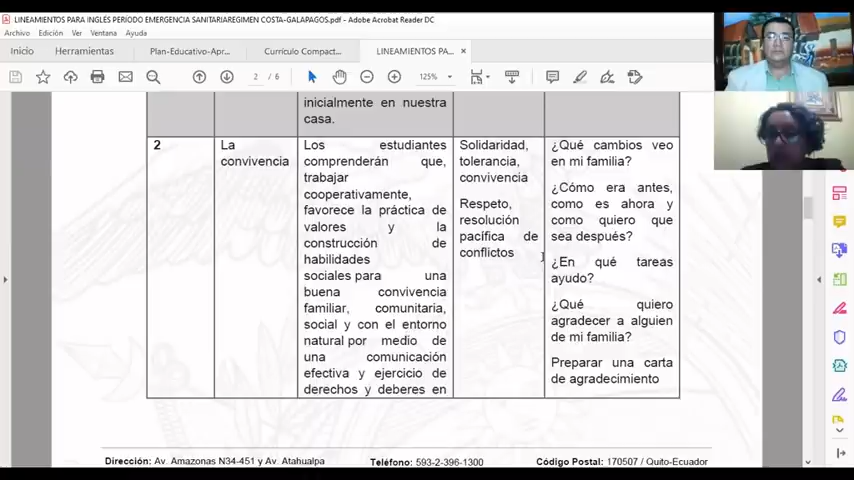 LINEAMIENTOS PARA INGLES PERÍODO EMERGENCIA SANITARIAREGIMEN COSTA-GALAPAGOS.pdf - Adobe Acrobat Reader DC
Archivo Edición Ver Ventana Ayuda
Inicio Herramientas Plan-Educativo-Apr... Currículo Compact... LINEAMIENTOS PA... ×
2 / 6 125%
inicialmente en nuestra
casa.
2
La
convivencia
Los estudiantes
comprenderán que,
trabajar
cooperativamente,
favorece la práctica de
valores y la
construcción de
habilidades
sociales para una
buena convivencia
familiar, comunitaria,
social y con el entorno
natural por medio de
una comunicación
efectiva y ejercicio de
derechos y deberes en
Solidaridad,
tolerancia,
convivencia
Respeto,
resolución
pacífica de
conflictos
¿Qué cambios veo
en mi familia?
¿Cómo era antes,
como es ahora y
como quiero que
sea después?
¿En qué tareas
ayudo?
¿Qué quiero
agradecer a alguien
de mi familia?
Preparar una carta
de agradecimiento
Dirección: Av. Amazonas N34-451 y Av. Atahualpa Teléfono: 593-2-396-1300 Código Postal: 170507 / Quito-Ecuador